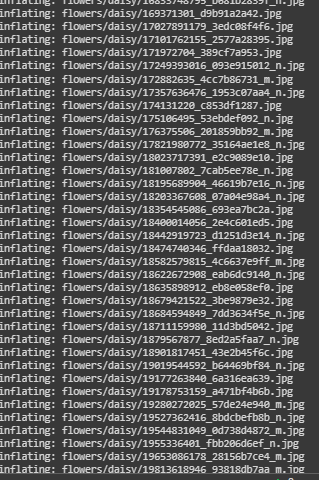 inflating: flowers/daisy/16833748795_b681b2839f_n.jpg
inflating: flowers/daisy/169371301_d9b91a2a42.jpg
inflating: flowers/daisy/17027891179_3edc08f4f6.jpg
inflating: flowers/daisy/17101762155_2577a28395.jpg
inflating: flowers/daisy/171972704_389cf7a953.jpg
inflating: flowers/daisy/17249393016_093e915012_n.jpg
inflating: flowers/daisy/172882635_4cc7b86731_m.jpg
inflating: flowers/daisy/17357636476_1953c07aa4_n.jpg
inflating: flowers/daisy/174131220_c853df1287.jpg
inflating: flowers/daisy/175106495_53ebdef092_n.jpg
inflating: flowers/daisy/176375506_201859bb92_m.jpg
inflating: flowers/daisy/17821980772_35164ae1e8_n.jpg
inflating: flowers/daisy/18023717391_e2c9089e10.jpg
inflating: flowers/daisy/181007802_7cab5ee78e_n.jpg
inflating: flowers/daisy/18195689904_46619b7e16_n.jpg
inflating: flowers/daisy/18203367608_07a04e98a4_n.jpg
inflating: flowers/daisy/18354545086_693ea7bc2a.jpg
inflating: flowers/daisy/18400014056_2e4c601ed5.jpg
inflating: flowers/daisy/18442919723_d1251d3e14_n.jpg
inflating: flowers/daisy/18474740346_ffdaa18032.jpg
inflating: flowers/daisy/18582579815_4c6637e9ff_m.jpg
inflating: flowers/daisy/18622672908_eab6dc9140_n.jpg
inflating: flowers/daisy/18635898912_eb8e058ef0.jpg
inflating: flowers/daisy/18679421522_3be9879e32.jpg
inflating: flowers/daisy/18684594849_7dd3634f5e_n.jpg
inflating: flowers/daisy/18711159980_11d3bd5042.jpg
inflating: flowers/daisy/1879567877_8ed2a5faa7_n.jpg
inflating: flowers/daisy/18901817451_43e2b45f6c.jpg
inflating: flowers/daisy/19019544592_b64469bf84_n.jpg
inflating: flowers/daisy/19177263840_6a316ea639.jpg
inflating: flowers/daisy/19178753159_a471bf4b6b.jpg
inflating: flowers/daisy/19280272025_57de24e940_m.jpg
inflating: flowers/daisy/19527362416_8bdcbefb8b_n.jpg
inflating: flowers/daisy/19544831049_0d738d4872_m.jpg
inflating: flowers/daisy/1955336401_fbb206d6ef_n.jpg
inflating: flowers/daisy/19653086178_28156b7ce4_m.jpg
inflating: flowers/daisy/19813618946_93818db7aa_m.jpg